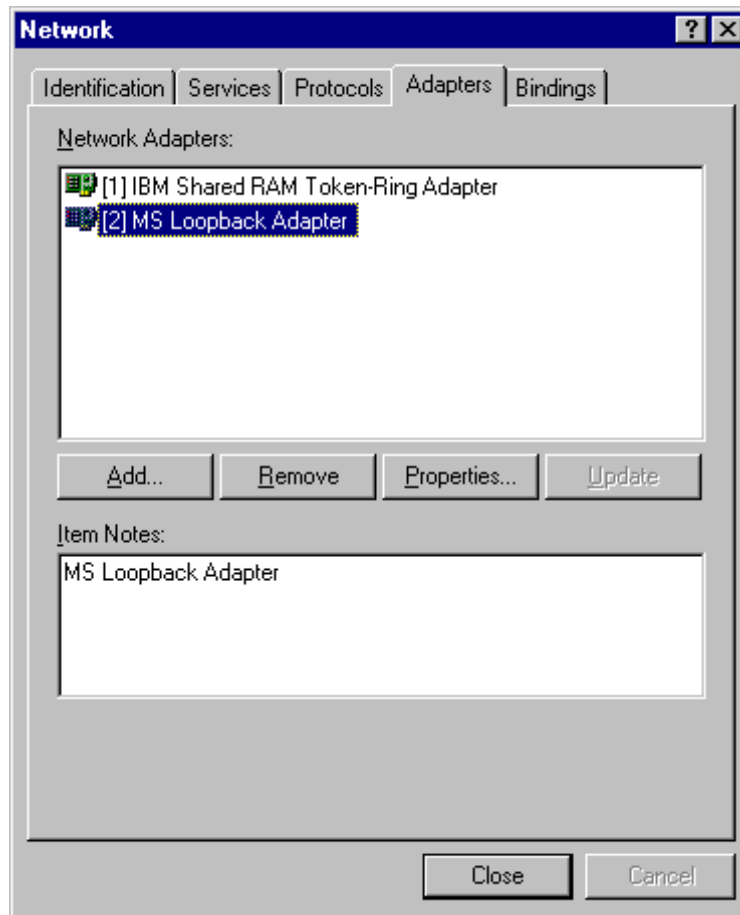 Network
Identification Services Protocols Adapters Bindings
Network Adapters:
[1] IBM Shared RAM Token-Ring Adapter
[2] MS Loopback Adapter
Add... Remove Properties... Update
Item Notes:
MS Loopback Adapter
Close Cancel